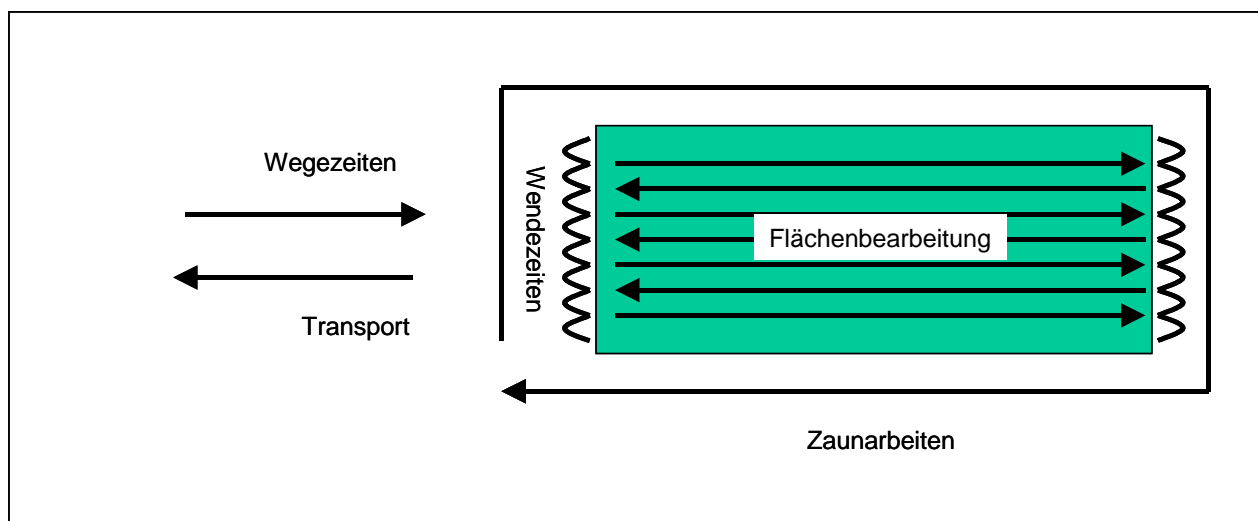 Wegezeiten
Transport
Wendezeiten
Flächenbearbeitung
Zaunarbeiten